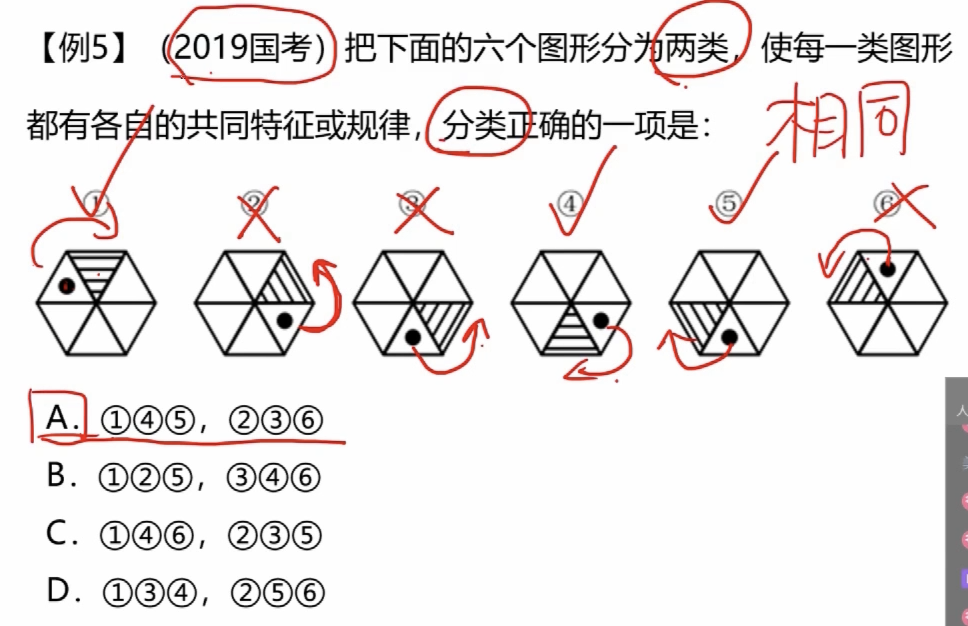 【例5】（2019国考）把下面的六个图形分为两类，使每一类图形
都有各自的共同特征或规律，分类正确的一项是：
相同
① ② ③ ④ ⑤ ⑥
A. ①④⑤，②③⑥
B. ①②⑤，③④⑥
C. ①④⑥，②③⑤
D. ①③④，②⑤⑥